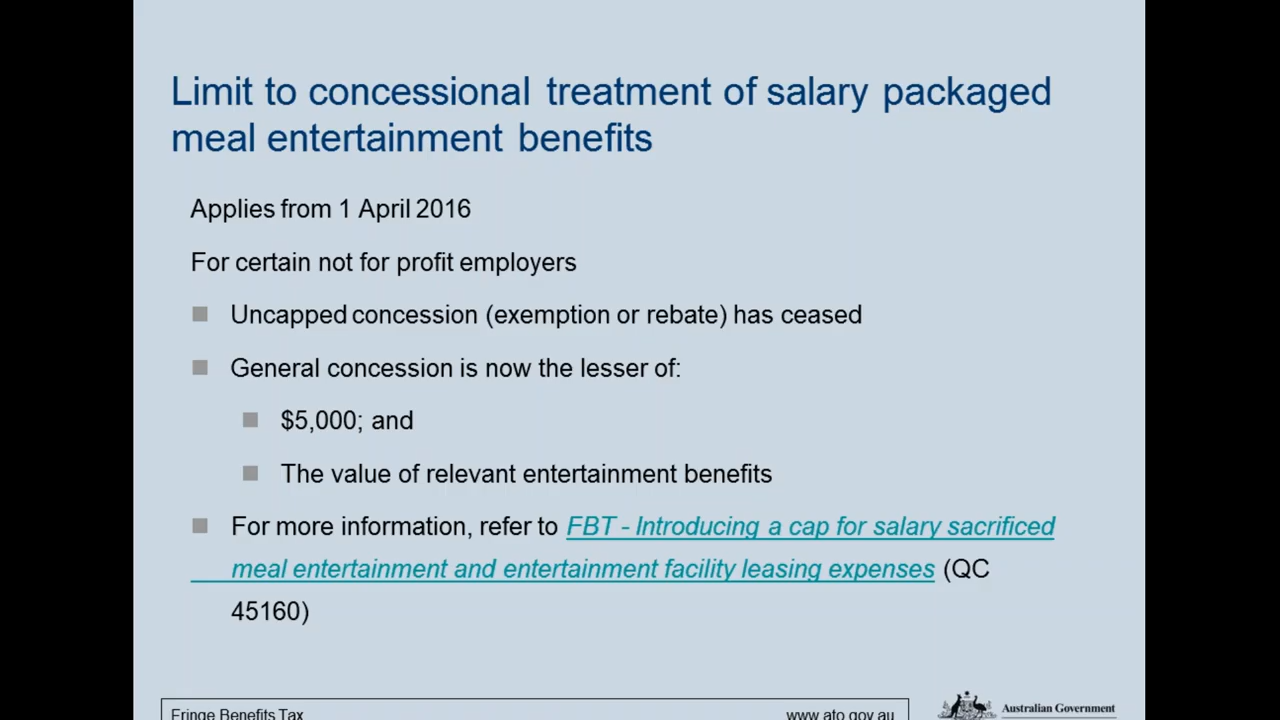 Limit to concessional treatment of salary packaged
meal entertainment benefits
Applies from 1 April 2016
For certain not for profit employers
Uncapped concession (exemption or rebate) has ceased
General concession is now the lesser of:
$5,000; and
The value of relevant entertainment benefits
For more information, refer to FBT - Introducing a cap for salary sacrificed
meal entertainment and entertainment facility leasing expenses (QC
45160)
Fringe Benefits Tax
www.ato.gov.au
Australian Government